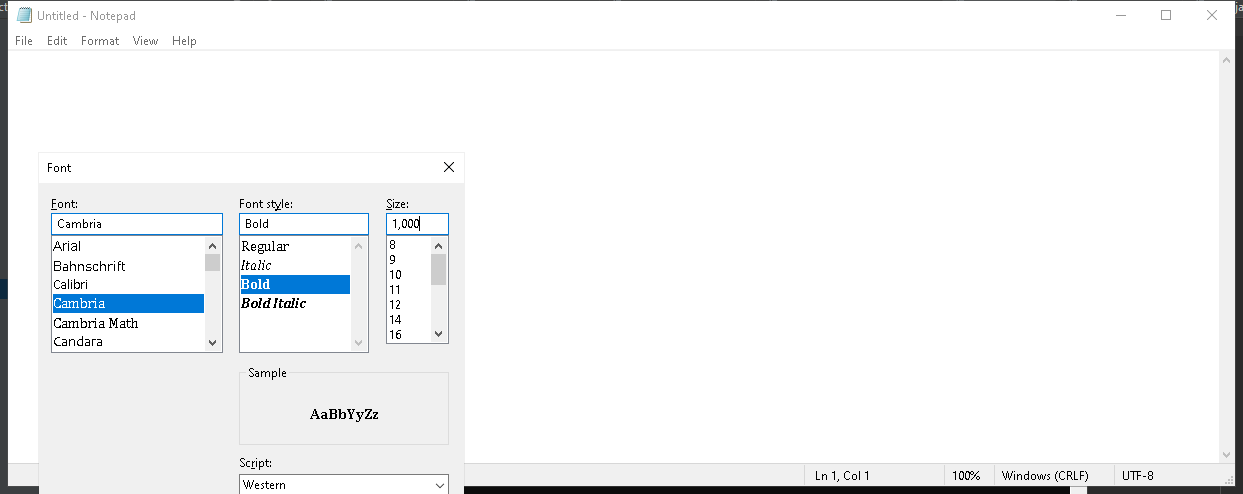 Untitled - Notepad
File Edit Format View Help
Font
Font: Font style: Size:
Cambria Bold 1,000
Arial Regular 8
Bahnschrift Italic 9
Calibri Bold 10
Cambria Bold Italic 11
Cambria Math 12
Candara 14
16
Sample
AaBbYyZz
Script:
Western
Ln 1, Col 1 100% Windows (CRLF) UTF-8